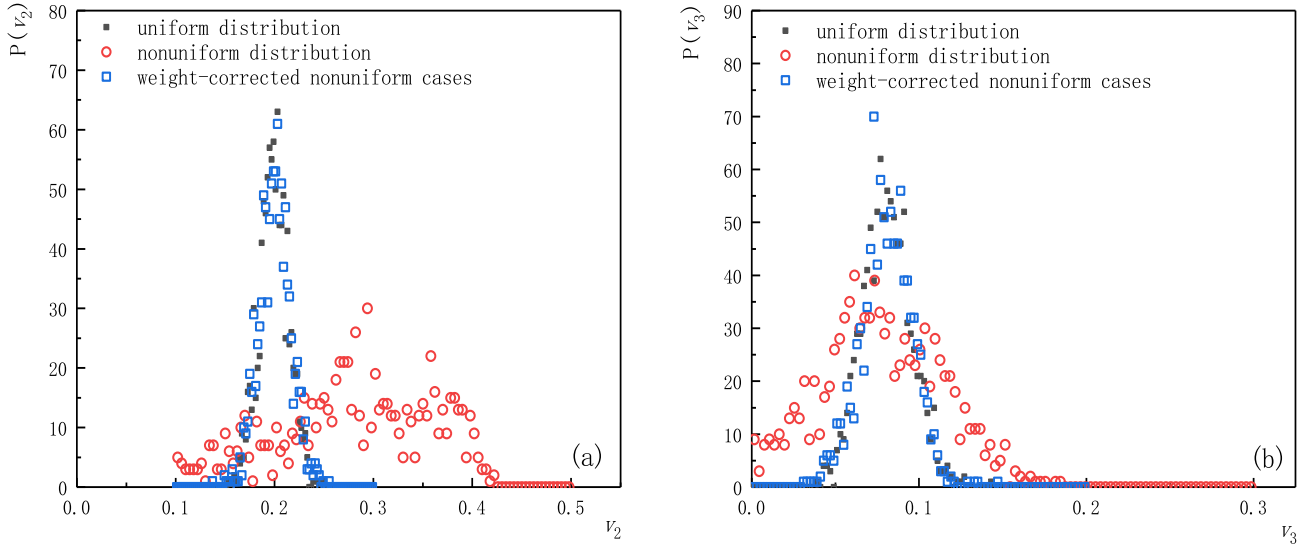 P(v2)
80
70
60
50
40
30
20
10
0
uniform distribution
nonuniform distribution
weight-corrected nonuniform cases
(a)
0.0 0.1 0.2 0.3 0.4 0.5
v2
P(v3)
90
80
70
60
50
40
30
20
10
0
uniform distribution
nonuniform distribution
weight-corrected nonuniform cases
(b)
0.0 0.1 0.2 0.3
v3